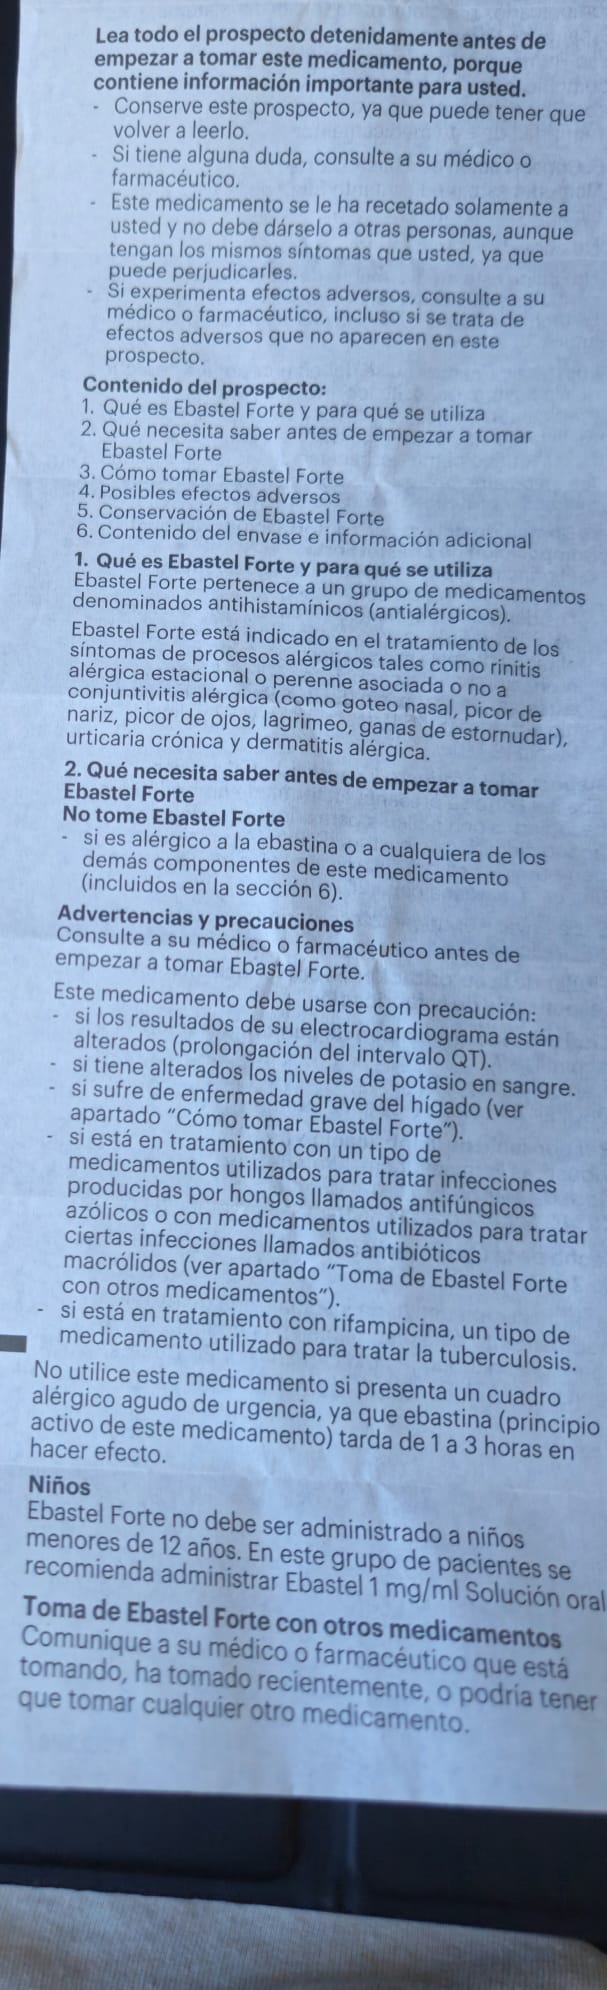 Lea todo el prospecto detenidamente antes de
empezar a tomar este medicamento, porque
contiene información importante para usted.
- Conserve este prospecto, ya que puede tener que
volver a leerlo.
- Si tiene alguna duda, consulte a su médico o
farmacéutico.
- Este medicamento se le ha recetado solamente a
usted y no debe dárselo a otras personas, aunque
tengan los mismos síntomas que usted, ya que
puede perjudicarles.
- Si experimenta efectos adversos, consulte a su
médico o farmacéutico, incluso si se trata de
efectos adversos que no aparecen en este
prospecto.
Contenido del prospecto:
1. Qué es Ebastel Forte y para qué se utiliza
2. Qué necesita saber antes de empezar a tomar
Ebastel Forte
3. Cómo tomar Ebastel Forte
4. Posibles efectos adversos
5. Conservación de Ebastel Forte
6. Contenido del envase e información adicional
1. Qué es Ebastel Forte y para qué se utiliza
Ebastel Forte pertenece a un grupo de medicamentos
denominados antihistamínicos (antialérgicos).
Ebastel Forte está indicado en el tratamiento de los
síntomas de procesos alérgicos tales como rinitis
alérgica estacional o perenne asociada o no a
conjuntivitis alérgica (como goteo nasal, picor de
nariz, picor de ojos, lagrimeo, ganas de estornudar),
urticaria crónica y dermatitis alérgica.
2. Qué necesita saber antes de empezar a tomar
Ebastel Forte
No tome Ebastel Forte
- si es alérgico a la ebastina o a cualquiera de los
demás componentes de este medicamento
(incluidos en la sección 6).
Advertencias y precauciones
Consulte a su médico o farmacéutico antes de
empezar a tomar Ebastel Forte.
Este medicamento debe usarse con precaución:
- si los resultados de su electrocardiograma están
alterados (prolongación del intervalo QT).
- si tiene alterados los niveles de potasio en sangre.
- si sufre de enfermedad grave del hígado (ver
apartado "Cómo tomar Ebastel Forte").
- si está en tratamiento con un tipo de
medicamentos utilizados para tratar infecciones
producidas por hongos llamados antifúngicos
azólicos o con medicamentos utilizados para tratar
ciertas infecciones llamados antibióticos
macrólidos (ver apartado "Toma de Ebastel Forte
con otros medicamentos").
- si está en tratamiento con rifampicina, un tipo de
medicamento utilizado para tratar la tuberculosis.
No utilice este medicamento si presenta un cuadro
alérgico agudo de urgencia, ya que ebastina (principio
activo de este medicamento) tarda de 1 a 3 horas en
hacer efecto.
Niños
Ebastel Forte no debe ser administrado a niños
menores de 12 años. En este grupo de pacientes se
recomienda administrar Ebastel 1 mg/ml Solución oral
Toma de Ebastel Forte con otros medicamentos
Comunique a su médico o farmacéutico que está
tomando, ha tomado recientemente, o podría tener
que tomar cualquier otro medicamento.